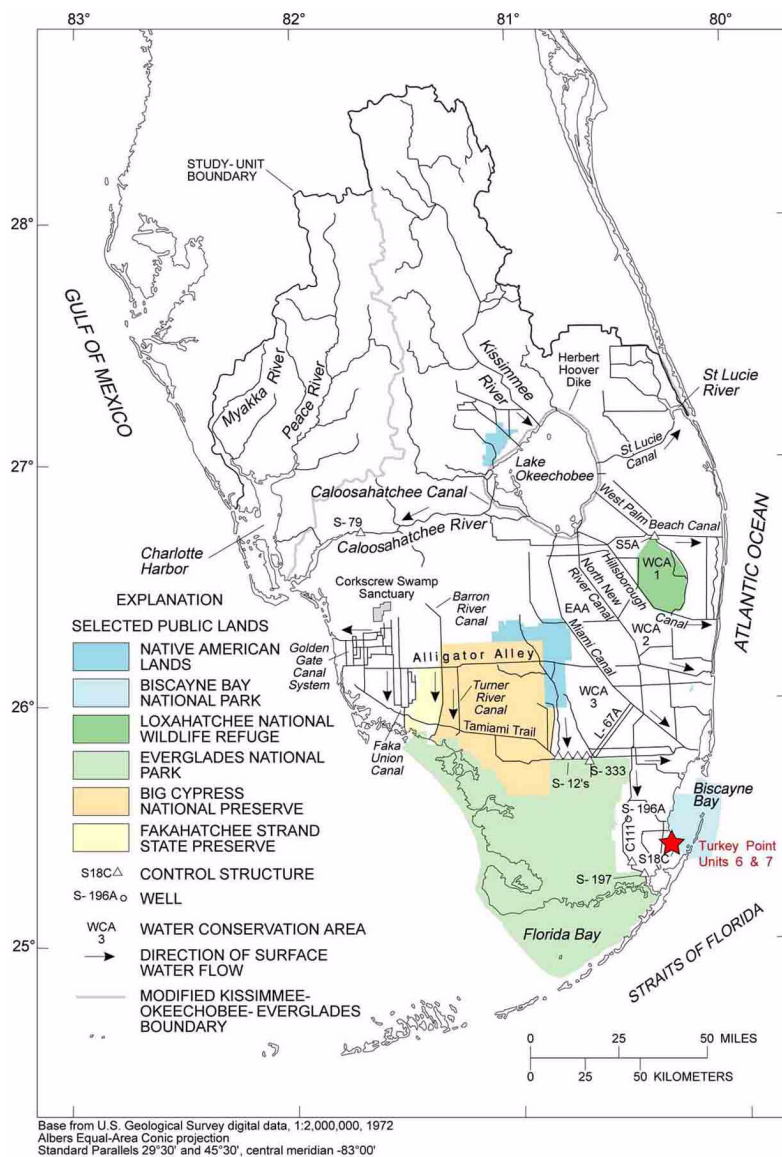 83°
82°
81°
80°
STUDY- UNIT
BOUNDARY
28°
GULF OF MEXICO
Kissimmee
River
Herbert
Hoover
Dike
St Lucie
River
Myakka River
Peace River
27°
Lake
Okeechobee
St Lucie
Canal
Caloosahatchee Canal
West Palm
Beach Canal
S- 79
Caloosahatchee River
S5A
Charlotte
Harbor
WCA
1
ATLANTIC OCEAN
Hillsborough
Canal
North New
River Canal
Corkscrew Swamp
Sanctuary
Barron
River
Canal
EAA
Miami Canal
WCA
2
EXPLANATION
SELECTED PUBLIC LANDS
Golden
Gate
Canal
System
Alligator Alley
NATIVE AMERICAN
LANDS
BISCAYNE BAY
NATIONAL PARK
26°
Turner
River
Canal
WCA
3
L- 67A
Tamiami Trail
LOXAHATCHEE NATIONAL
WILDLIFE REFUGE
Faka
Union
Canal
S- 333
S- 12's
EVERGLADES NATIONAL
PARK
Biscayne
Bay
BIG CYPRESS
NATIONAL PRESERVE
S- 196A
C111
Turkey Point
Units 6 & 7
FAKAHATCHEE STRAND
STATE PRESERVE
S18C
S18C CONTROL STRUCTURE
S- 197
S- 196A WELL
WCA
3
WATER CONSERVATION AREA
Florida Bay
25°
DIRECTION OF SURFACE
WATER FLOW
STRAITS OF FLORIDA
MODIFIED KISSIMMEE-
OKEECHOBEE- EVERGLADES
BOUNDARY
0 25 50 MILES
0 25 50 KILOMETERS
Base from U.S. Geological Survey digital data, 1:2,000,000, 1972
Albers Equal-Area Conic projection
Standard Parallels 29°30' and 45°30', central meridian -83°00'